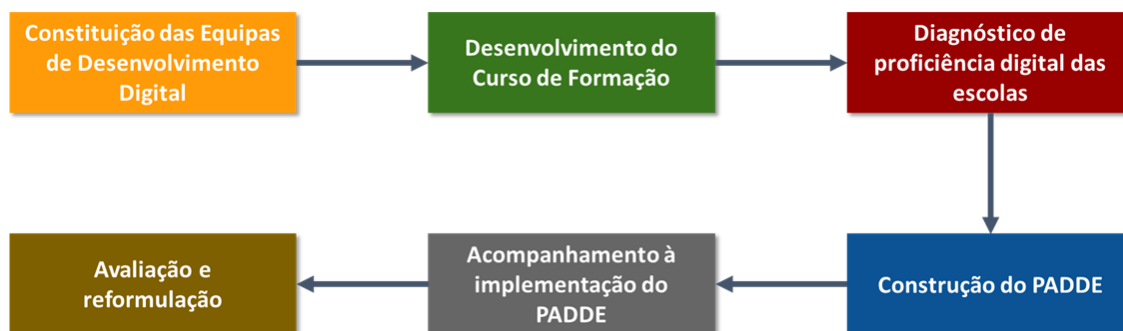 Constituição das Equipas
de Desenvolvimento
Digital
Desenvolvimento do
Curso de Formação
Diagnóstico de
proficiência digital das
escolas
Avaliação e
reformulação
Acompanhamento à
implementação do
PADDE
Construção do PADDE